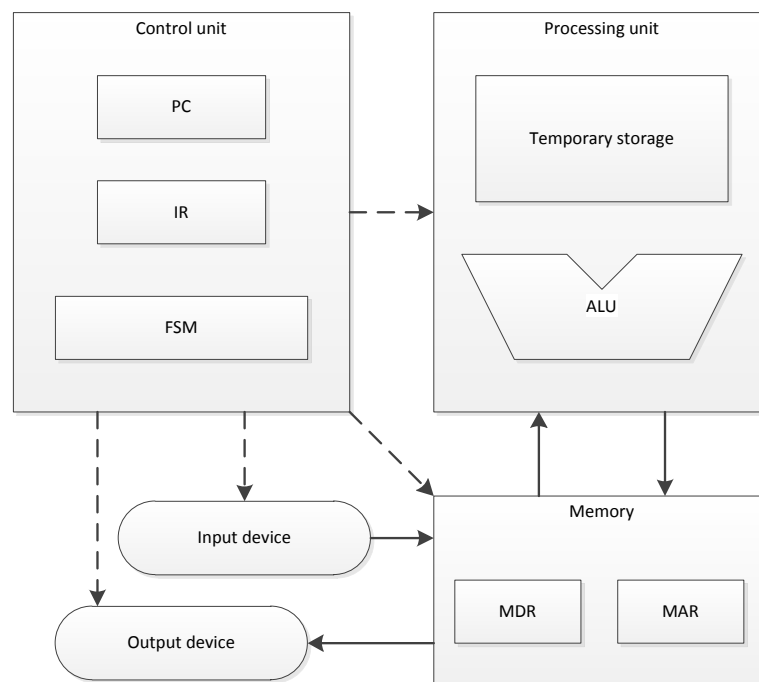 Control unit
PC
IR
FSM
Processing unit
Temporary storage
ALU
Input device
Output device
Memory
MDR
MAR